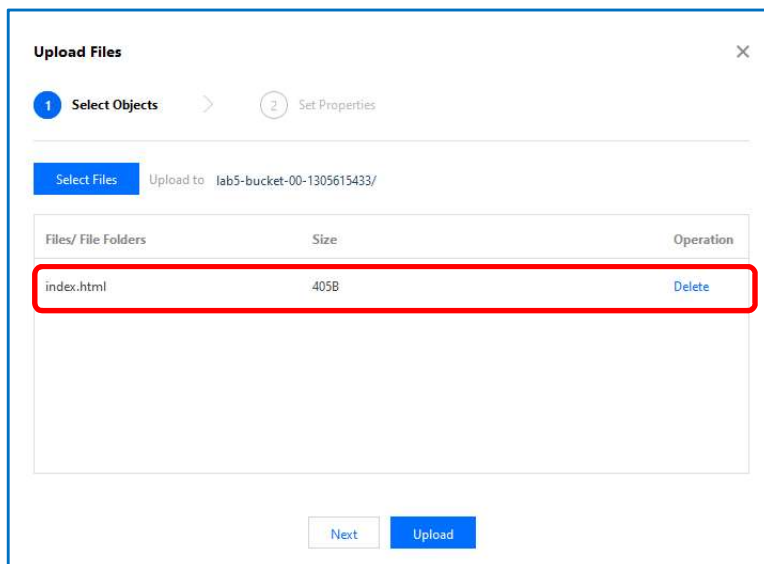 Upload Files
1 Select Objects 2 Set Properties
Select Files Upload to lab5-bucket-00-1305615433/
Files/ File Folders Size Operation
index.html 405B Delete
Next Upload